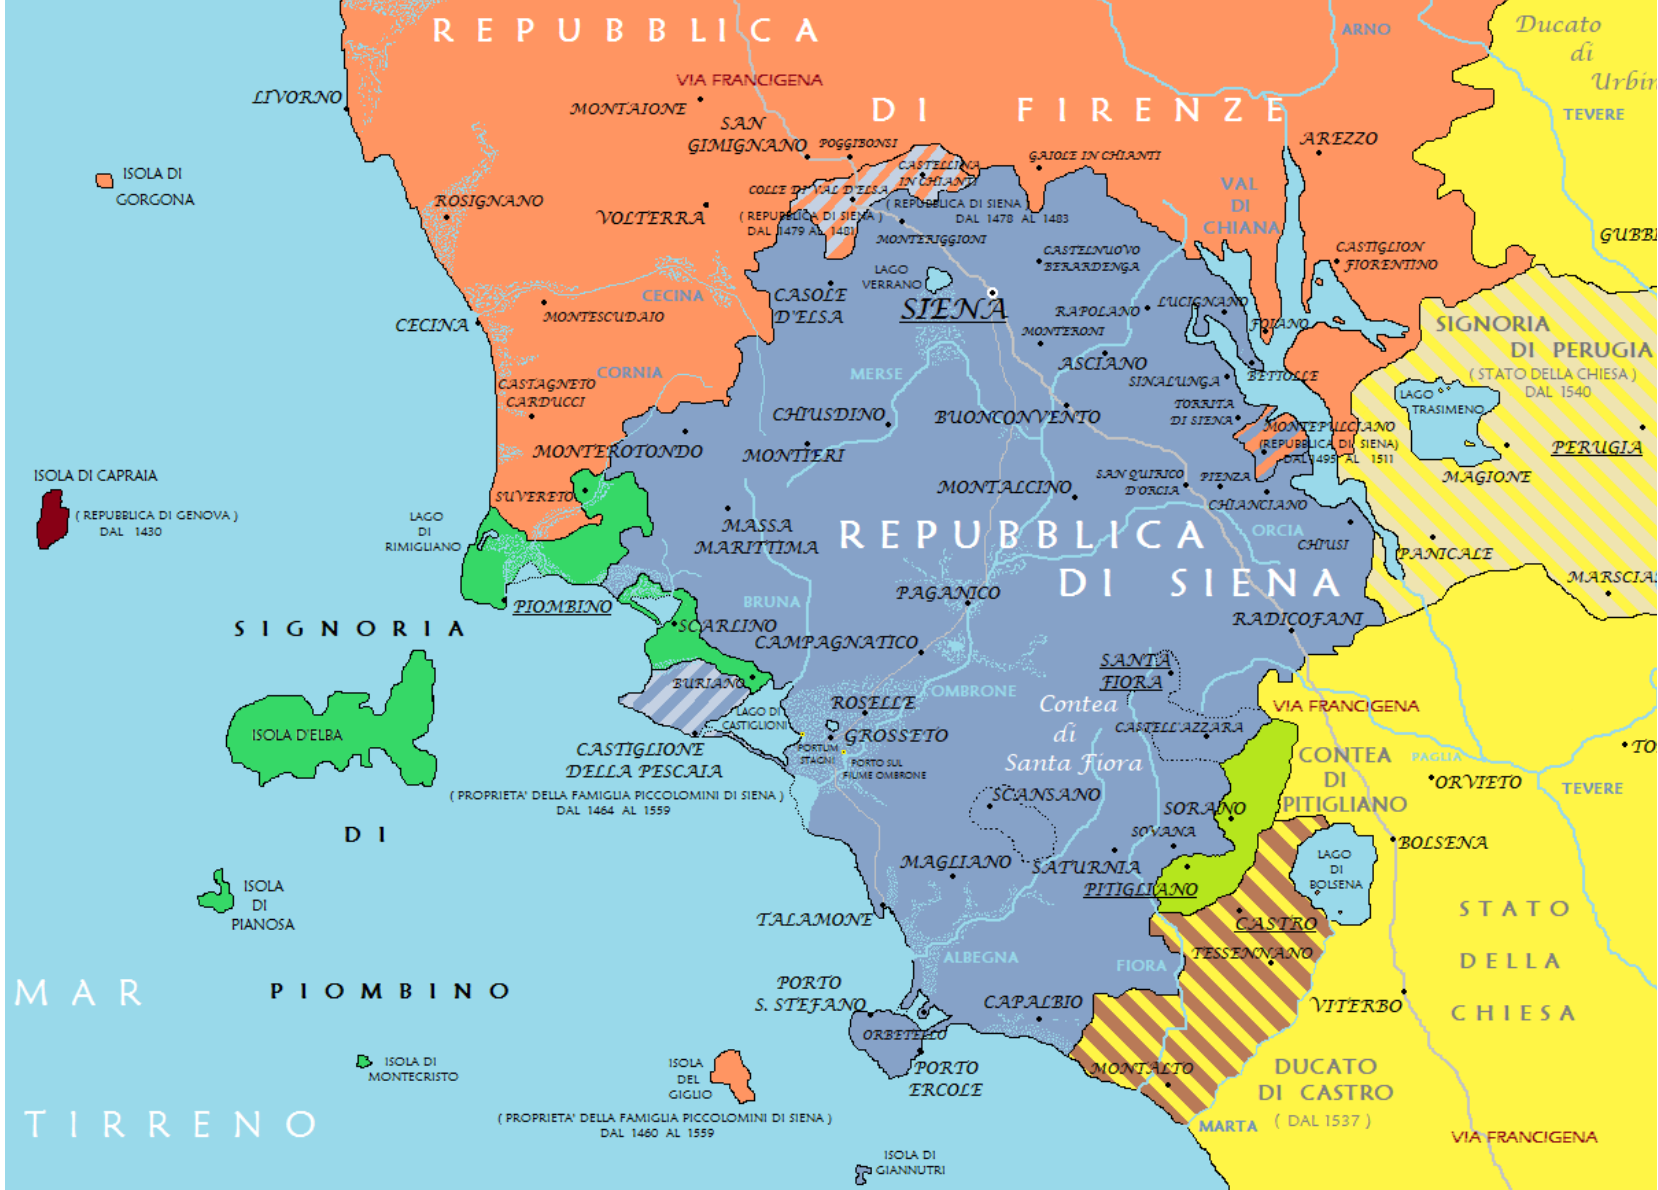 REPUBBLICA
DI FIRENZE
Ducato
di
ARNO
TEVERE
LIVORNO
VIA FRANCIGENA
MONTAIONE
SAN
GIMIGNANO
POGGIBONSI
GAIOLE IN CHIANTI
AREZZO
ISOLA DI
GORGONA
ROSIGNANO
VOLTERRA
COLLE DI VAL D'ELSA
( REPUBBLICA DI SIENA )
DAL 1479 AL 1481
CASTELLINA
IN CHIANTI
( REPUBBLICA DI SIENA )
DAL 1478 AL 1483
MONTERIGGIONI
VAL
DI
CHIANA
CASTELNUOVO
BERARDENGA
CASTIGLION
FIORENTINO
CECINA
CECINA
MONTESCUDAIO
CASOLE
D'ELSA
LAGO
VERRANO
SIENA
RAPOLANO
LUCIGNANO
MONTERONI
FOIANO
ASCIANO
SINALUNGA
BETTOLLE
SIGNORIA
DI PERUGIA
( STATO DELLA CHIESA )
DAL 1540
LAGO
TRASIMENO
PERUGIA
MAGIONE
CORNIA
CASTAGNETO
CARDUCCI
MERSE
CHIUSDINO
BUONCONVENTO
TORRITA
DI SIENA
MONTEPULCIANO
(REPUBBLICA DI SIENA)
DAL 1495 AL 1511
MONTEROTONDO
MONTIERI
SUVERETO
MONTALCINO
SAN QUIRICO
D'ORCIA
PIENZA
CHIANCIANO
ISOLA DI CAPRAIA
( REPUBBLICA DI GENOVA )
DAL 1430
LAGO
DI
RIMIGLIANO
MASSA
MARITTIMA
REPUBBLICA
DI SIENA
ORCIA
CHIUSI
PANICALE
PIOMBINO
BRUNA
PAGANICO
RADICOFANI
SIGNORIA
DI
PIOMBINO
SCARLINO
CAMPAGNATICO
BURIANO
LAGO DI
CASTIGLIONI
ISOLA D'ELBA
SANTA
FIORA
OMBRONE
Contea
di
Santa Fiora
CASTELL'AZZARA
VIA FRANCIGENA
ROSELLE
GROSSETO
PORTUM
STAGNI
PORTO SUL
FIUME OMBRONE
CASTIGLIONE
DELLA PESCAIA
( PROPRIETA' DELLA FAMIGLIA PICCOLOMINI DI SIENA )
DAL 1464 AL 1559
CONTEA
DI
PITIGLIANO
PAGLIA
ORVIETO
TEVERE
SCANSANO
SORANO
SOVANA
BOLSENA
LAGO
DI
BOLSENA
MAGLIANO
SATURNIA
PITIGLIANO
ISOLA
DI
PIANOSA
TALAMONE
CASTRO
TESSENNANO
STATO
DELLA
CHIESA
ALBEGNA
FIORA
MAR
TIRRENO
PORTO
S. STEFANO
ORBETELLO
CAPALBIO
VITERBO
PORTO
ERCOLE
ISOLA DI
MONTECRISTO
ISOLA
DEL
GIGLIO
( PROPRIETA' DELLA FAMIGLIA PICCOLOMINI DI SIENA )
DAL 1460 AL 1559
MONTALTO
DUCATO
DI CASTRO
( DAL 1537 )
MARTA
VIA FRANCIGENA
ISOLA DI
GIANNUTRI